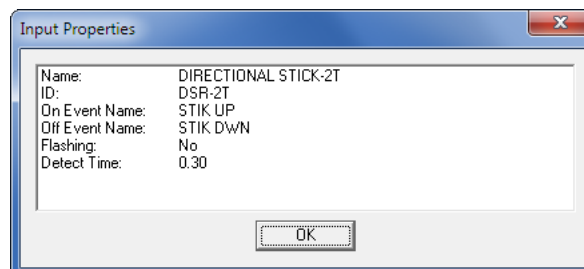 Input Properties
Name: DIRECTIONAL STICK-2T
ID: DSR-2T
On Event Name: STIK UP
Off Event Name: STIK DWN
Flashing: No
Detect Time: 0.30
OK